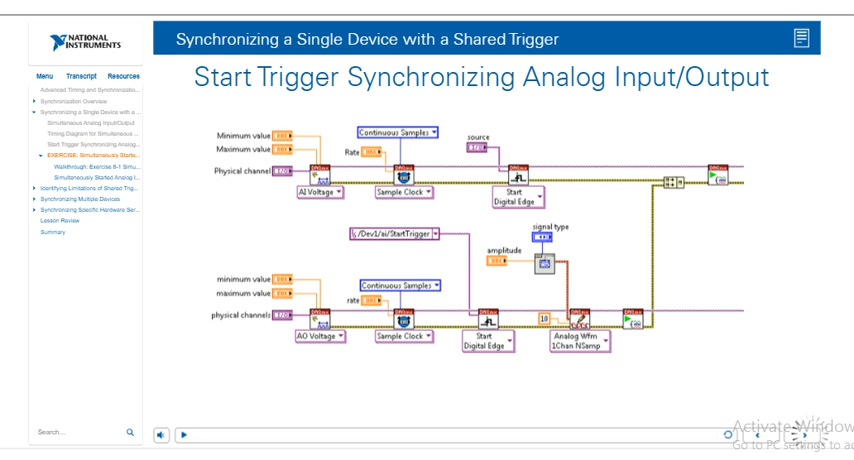 NATIONAL
INSTRUMENTS
Synchronizing a Single Device with a Shared Trigger
Menu Transcript Resources
Advanced Timing and Synchronizatio...
Synchronization Overview
Synchronizing a Single Device with a ...
Simultaneous Analog Input/Output
Timing Diagram for Simultaneous ...
Start Trigger Synchronizing Analog...
EXERCISE: Simultaneously Starte...
Walkthrough: Exercise 8-1 Simu...
Simultaneously Started Analog I...
Identifying Limitations of Shared Trig...
Synchronizing Multiple Devices
Synchronizing Specific Hardware Ser...
Lesson Review
Summary
Search...
Start Trigger Synchronizing Analog Input/Output
Minimum value
Maximum value
Physical channel
Continuous Samples
Rate
source
AI Voltage
Sample Clock
Start
Digital Edge
/Dev1/ai/StartTrigger
signal type
amplitude
minimum value
maximum value
physical channels
Continuous Samples
rate
10
AO Voltage
Sample Clock
Start
Digital Edge
Analog Wfm
1Chan NSamp
Activate Window
Go to PC settings to ac